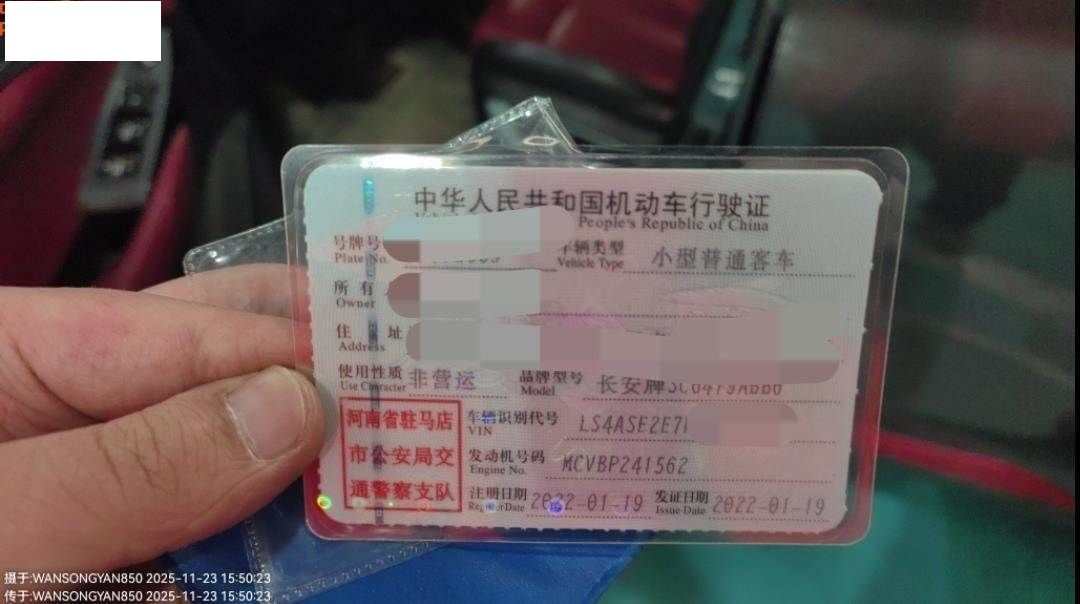 中华人民共和国机动车行驶证
People's Republic of China
号牌号
Plate No.
车辆类型 小型普通客车
Vehicle Type
所有
Owner
住址
Address
使用性质 非营运
Use Character
品牌型号 长安牌
Model
河南省驻马店
市公安局交
通警察支队
车辆识别代号 LS4ASE2E7
VIN
发动机号码 MCVBP241562
Engine No.
注册日期 2022-01-19
Register Date
发证日期 2022-01-19
Issue Date
摄于:WANSONGYAN850 2025-11-23 15:50:23
传于:WANSONGYAN850 2025-11-23 15:50:23